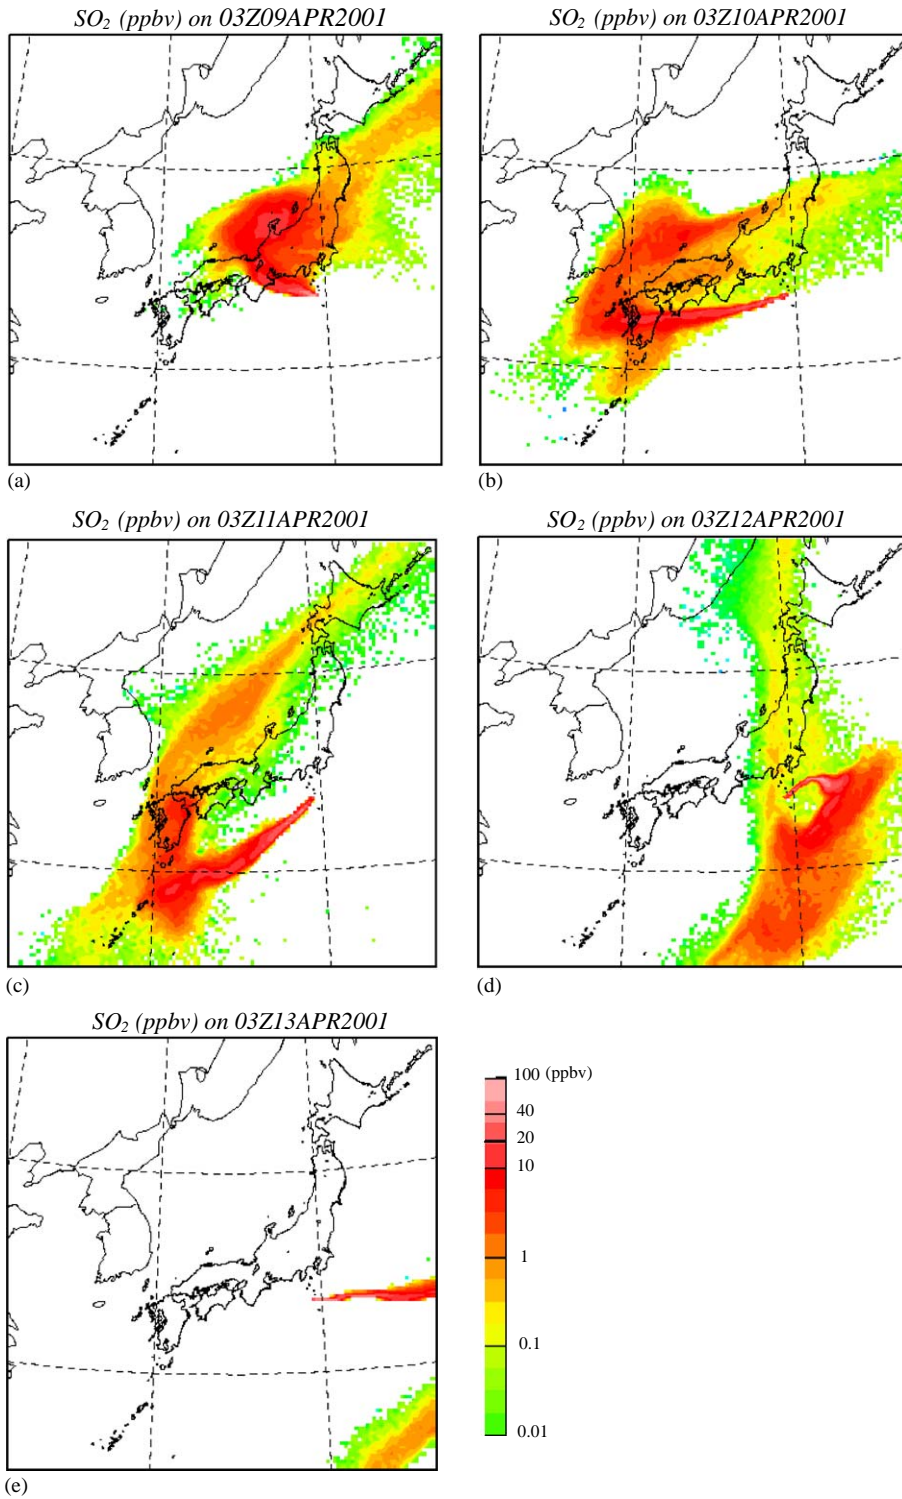 SO2 (ppbv) on 03Z09APR2001
SO2 (ppbv) on 03Z10APR2001
(a)
(b)
SO2 (ppbv) on 03Z11APR2001
SO2 (ppbv) on 03Z12APR2001
(c)
(d)
SO2 (ppbv) on 03Z13APR2001
100 (ppbv)
40
20
10
1
0.1
0.01
(e)